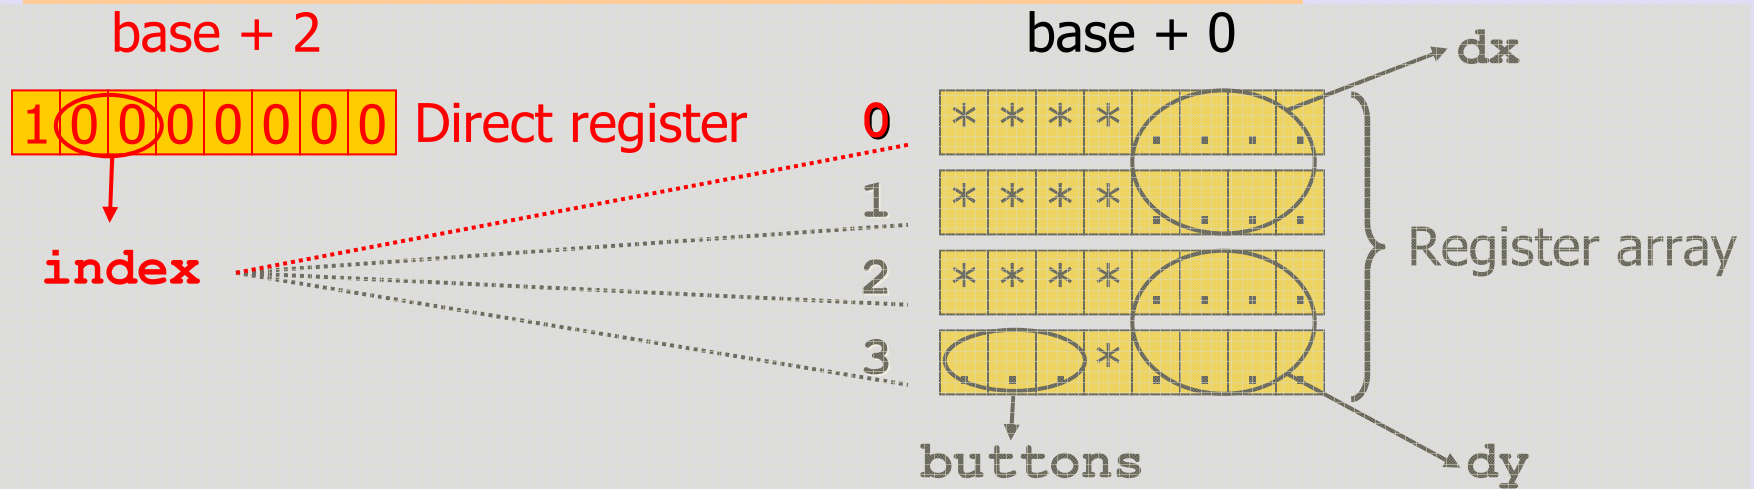 base + 2
base + 0
dx
1 0 0 0 0 0 0 0 Direct register
0
* * * * . . . .
1
* * * * . . . .
Register array
index
2
* * * * . . . .
3
. . . * . . . .
buttons
dy